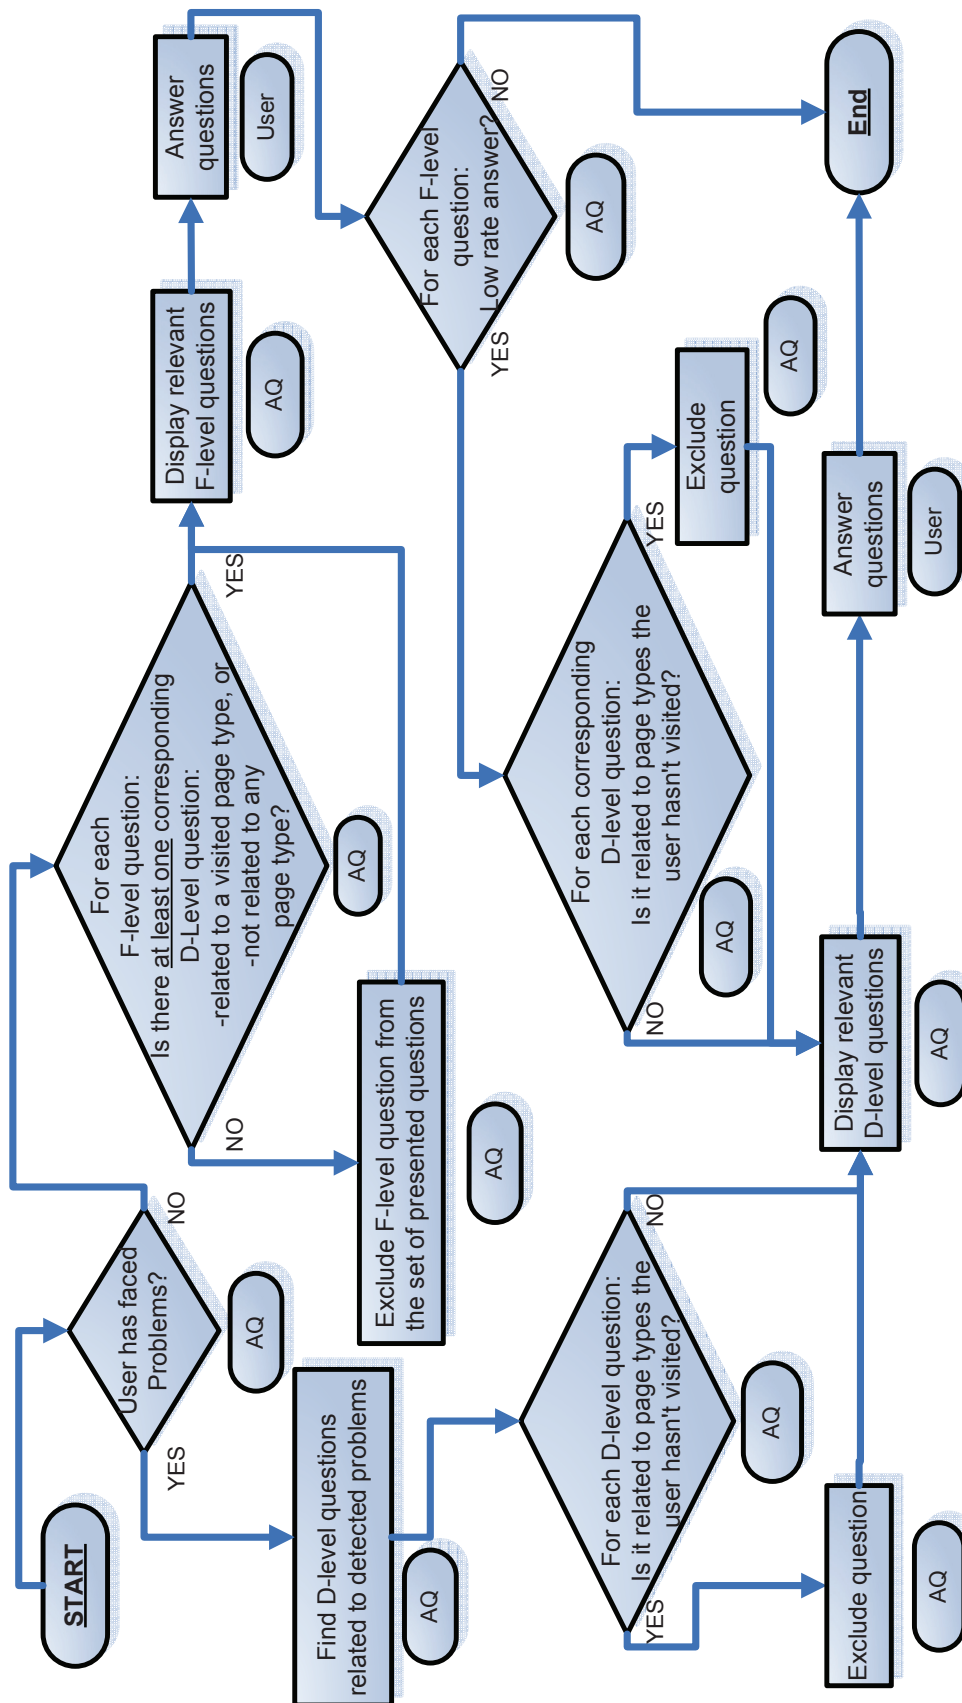 START
User has faced
Problems?
AQ
YES
NO
Find D-level questions
related to detected problems
AQ
For each D-level question:
Is it related to page types the
user hasn't visited?
AQ
YES
NO
Exclude question
AQ
For each
F-level question:
Is there at least one corresponding
D-Level question:
-related to a visited page type, or
-not related to any
page type?
AQ
NO
YES
Exclude F-level question from
the set of presented questions
AQ
Display relevant
F-level questions
AQ
Answer
questions
User
For each F-level
question:
Low rate answer?
AQ
YES
NO
For each corresponding
D-level question:
Is it related to page types the
user hasn't visited?
AQ
NO
YES
Exclude
question
AQ
Display relevant
D-level questions
AQ
Answer
questions
User
End